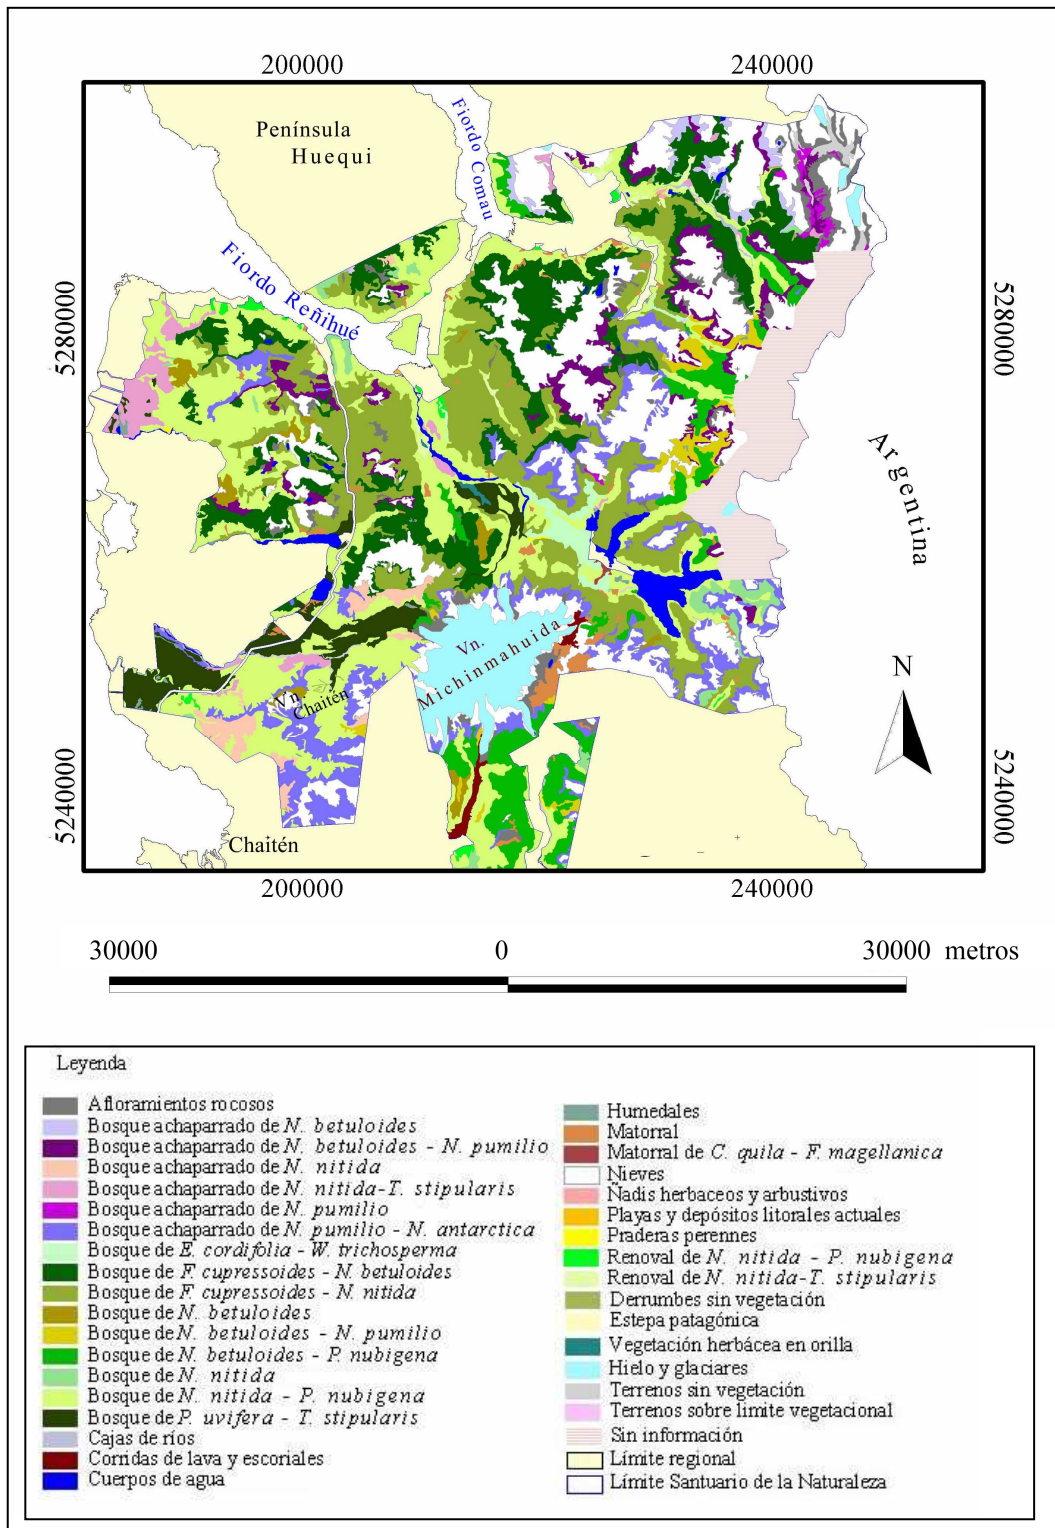 200000
240000
Península
Huequi
Fiordo Comau
Fiordo Reñihué
5280000
5280000
Argentina
Vn.
Michinmahuida
Vn.
Chaitén
N
5240000
5240000
Chaitén
200000
240000
30000
0
30000 metros
Leyenda
Afloramientos rocosos
Bosque achaparrado de N. betuloides
Bosque achaparrado de N. betuloides - N. pumilio
Bosque achaparrado de N. nitida
Bosque achaparrado de N. nitida-T. stipularis
Bosque achaparrado de N. pumilio
Bosque achaparrado de N. pumilio - N. antarctica
Bosque de E. cordifolia - W. trichosperma
Bosque de F. cupressoides - N. betuloides
Bosque de F. cupressoides - N. nitida
Bosque de N. betuloides
Bosque de N. betuloides - N. pumilio
Bosque de N. betuloides - P. nubigena
Bosque de N. nitida
Bosque de N. nitida - P. nubigena
Bosque de P. uvifera - T. stipularis
Cajas de ríos
Corridas de lava y escoriales
Cuerpos de agua
Humedales
Matorral
Matorral de C. quila - F. magellanica
Nieves
Ñadis herbaceos y arbustivos
Playas y depósitos litorales actuales
Praderas perennes
Renoval de N. nitida - P. nubigena
Renoval de N. nitida-T. stipularis
Derrumbes sin vegetación
Estepa patagónica
Vegetación herbácea en orilla
Hielo y glaciares
Terrenos sin vegetación
Terrenos sobre limite vegetacional
Sin información
Límite regional
Límite Santuario de la Naturaleza